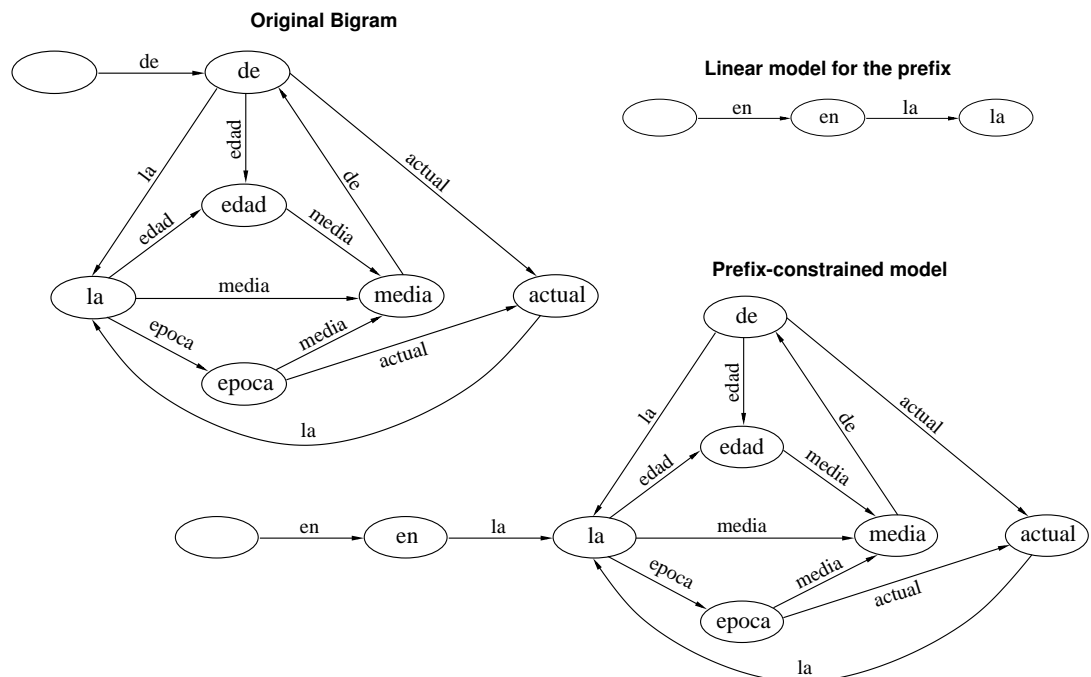 Original Bigram
de
de
la
edad
actual
de
edad
edad
media
la
media
media
actual
epoca
media
actual
epoca
la
Linear model for the prefix
en
en
la
la
Prefix-constrained model
de
la
edad
actual
de
edad
edad
media
en
en
la
la
media
media
actual
epoca
media
actual
epoca
la